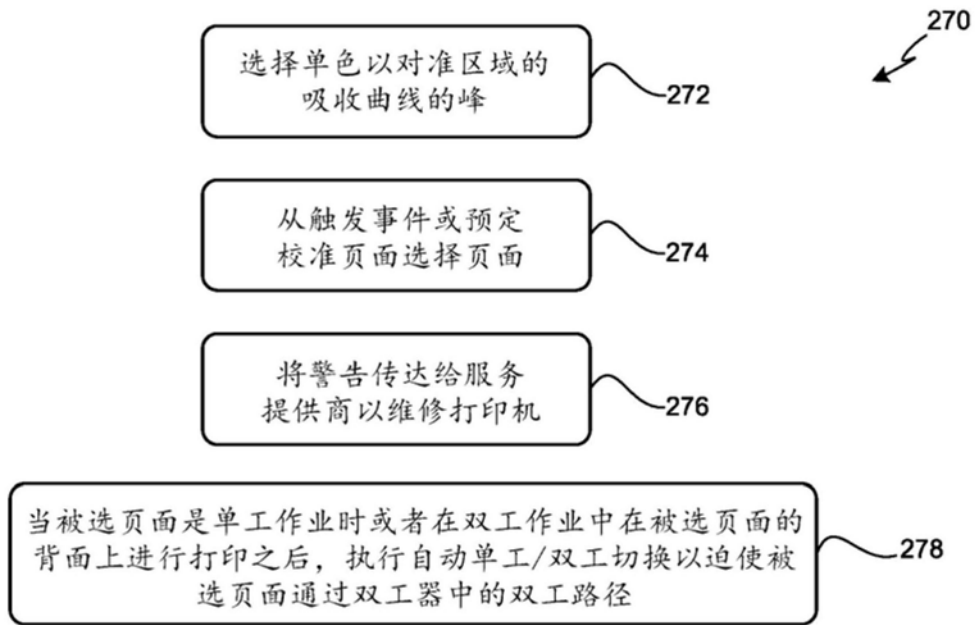 270
选择单色以对准区域的
吸收曲线的峰
272
从触发事件或预定
校准页面选择页面
274
将警告传达给服务
提供商以维修打印机
276
当被选页面是单工作业时或者在双工作业中在被选页面的
背面上进行打印之后，执行自动单工/双工切换以迫使被
选页面通过双工器中的双工路径
278